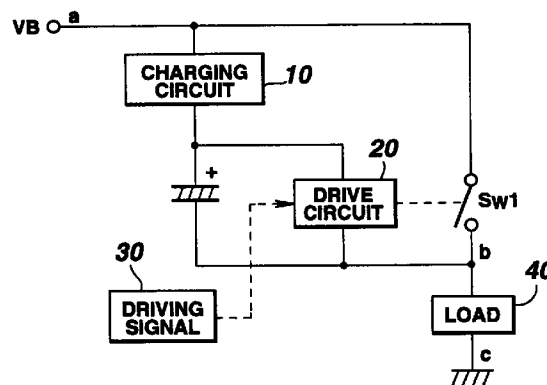 VB a
CHARGING
CIRCUIT
10
+
20
DRIVE
CIRCUIT
SW1
b
30
DRIVING
SIGNAL
40
LOAD
c